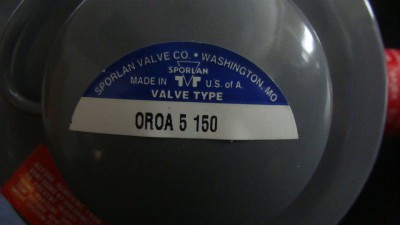 SPORLAN VALVE CO. • WASHINGTON, MO
SPORLAN
MADE IN U.S. of A.
VALVE TYPE
OROA 5 150